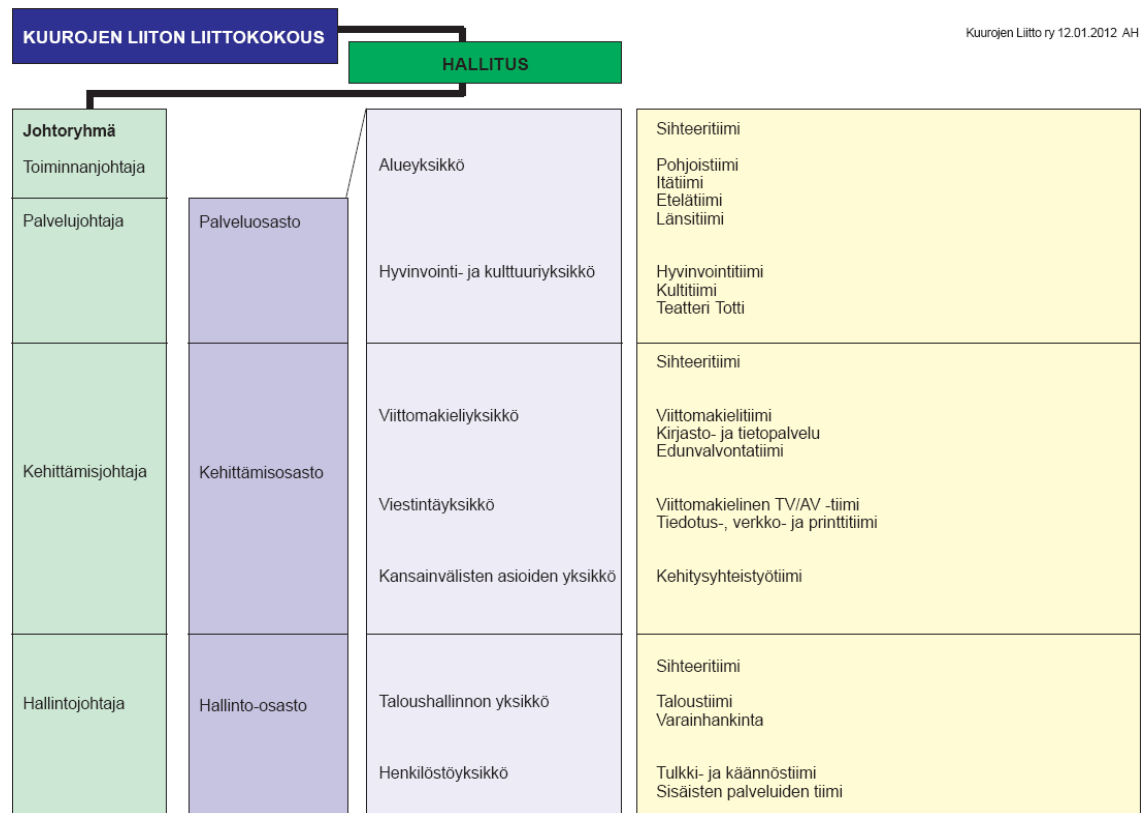 KUUROJEN LIITON LIITTOKOKOUS
Kuurojen Liitto ry 12.01.2012 AH
HALLITUS
Johtoryhmä
Toiminnanjohtaja
Alueyksikkö
Sihteeritiimi
Pohjoistiimi
Itätiimi
Etelätiimi
Länsitiimi
Palvelujohtaja
Palveluosasto
Hyvinvointi- ja kulttuuriyksikkö
Hyvinvointitiimi
Kultitiimi
Teatteri Totti
Sihteeritiimi
Viittomakieliyksikkö
Viittomakielitiimi
Kirjasto- ja tietopalvelu
Edunvalvontatiimi
Kehittämisjohtaja
Kehittämisosasto
Viestintäyksikkö
Viittomakielinen TV/AV -tiimi
Tiedotus-, verkko- ja printtitiimi
Kansainvälisten asioiden yksikkö
Kehitysyhteistyötiimi
Sihteeritiimi
Hallintojohtaja
Hallinto-osasto
Taloushallinnon yksikkö
Taloustiimi
Varainhankinta
Henkilöstöyksikkö
Tulkki- ja käännöstiimi
Sisäisten palveluiden tiimi